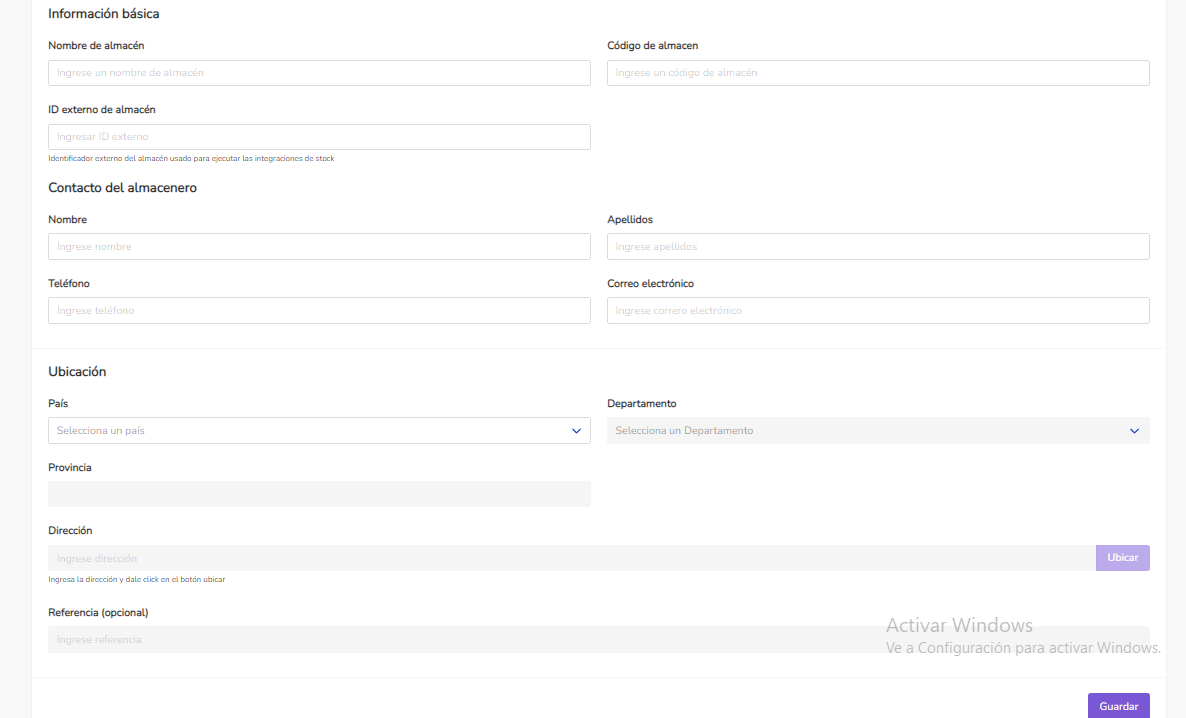 Información básica
Nombre de almacén
Código de almacen
Ingrese un nombre de almacén
Ingrese un código de almacén
ID externo de almacén
Ingresar ID externo
Identificador externo del almacén usado para ejecutar las integraciones de stock
Contacto del almacenero
Nombre
Apellidos
Ingrese nombre
Ingrese apellidos
Teléfono
Correo electrónico
Ingrese teléfono
Ingrese correro electrónico
Ubicación
País
Departamento
Selecciona un país
Selecciona un Departamento
Provincia
Dirección
Ingrese dirección
Ubicar
Ingresa la dirección y dale click en el botón ubicar
Referencia (opcional)
Ingrese referencia
Activar Windows
Ve a Configuración para activar Windows.
Guardar